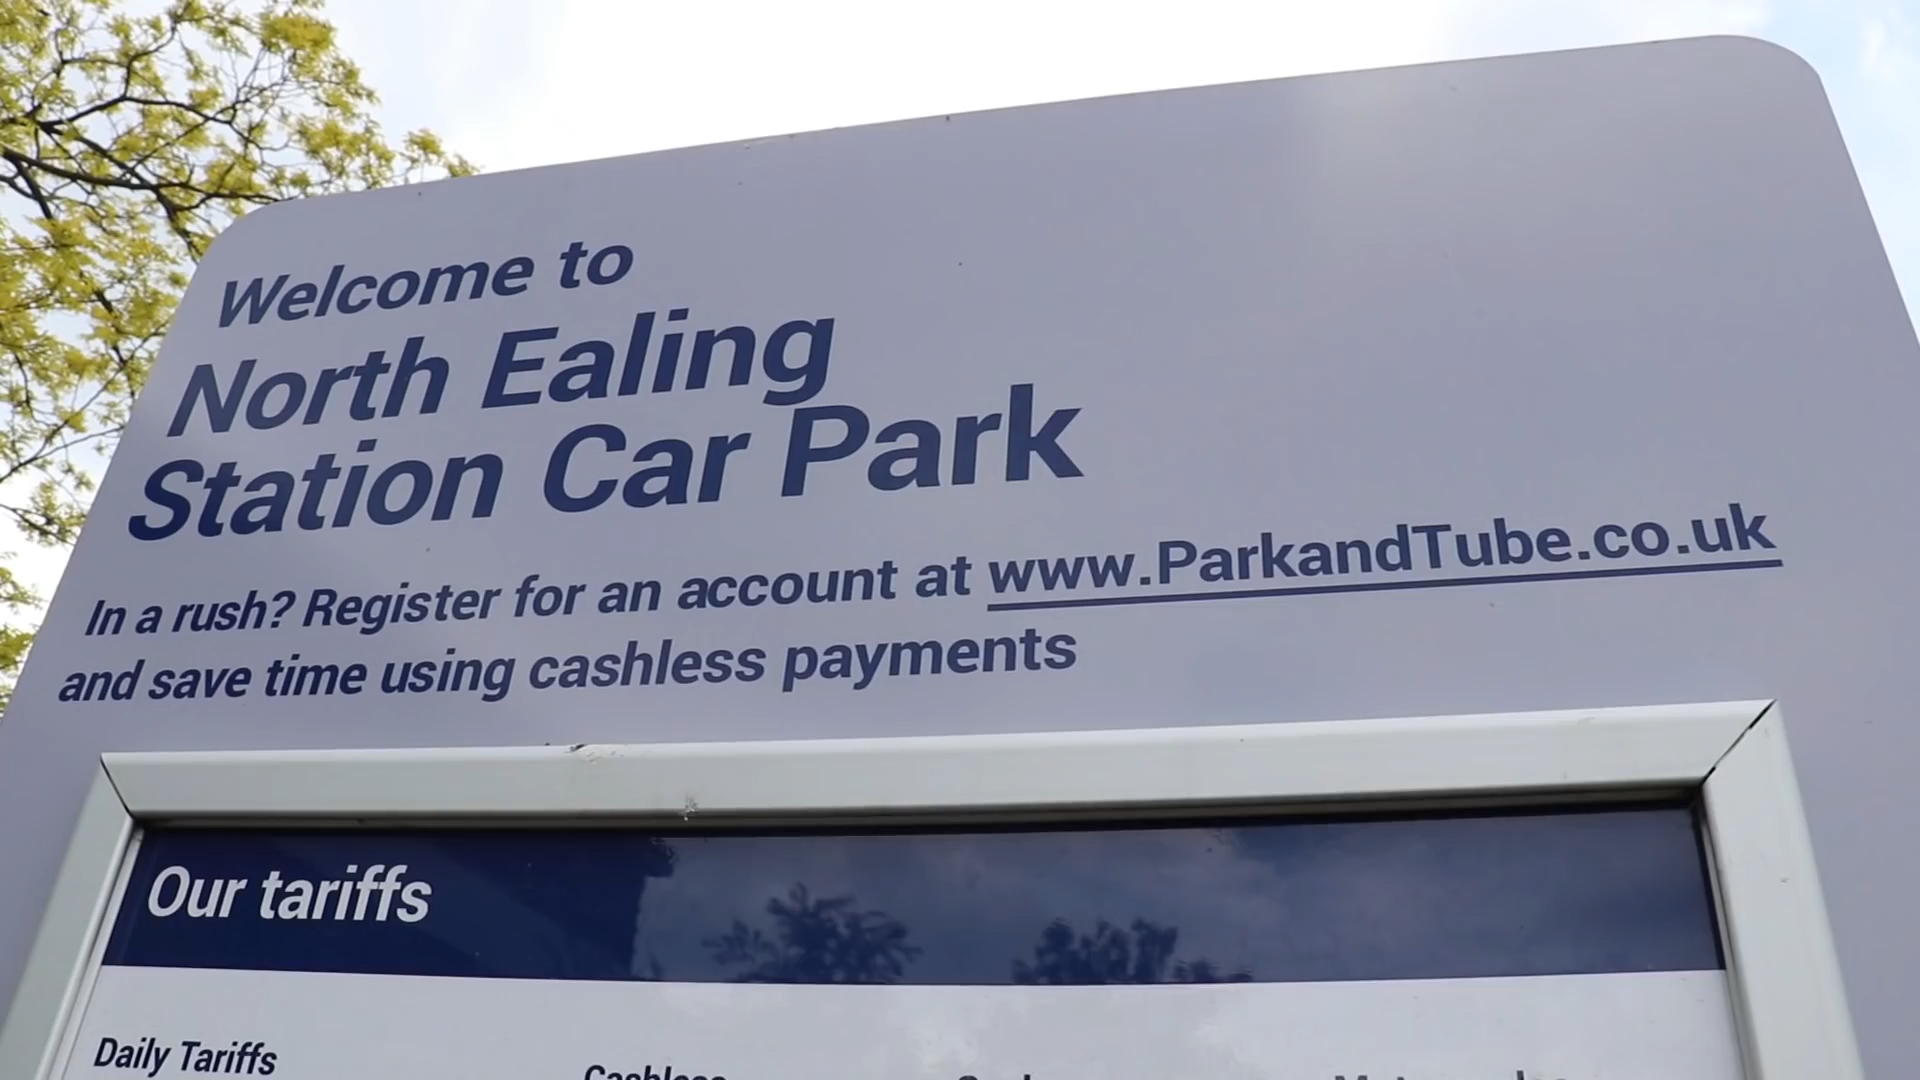 Welcome to
North Ealing
Station Car Park
In a rush? Register for an account at www.ParkandTube.co.uk
and save time using cashless payments
Our tariffs
Daily Tariffs
Cashless